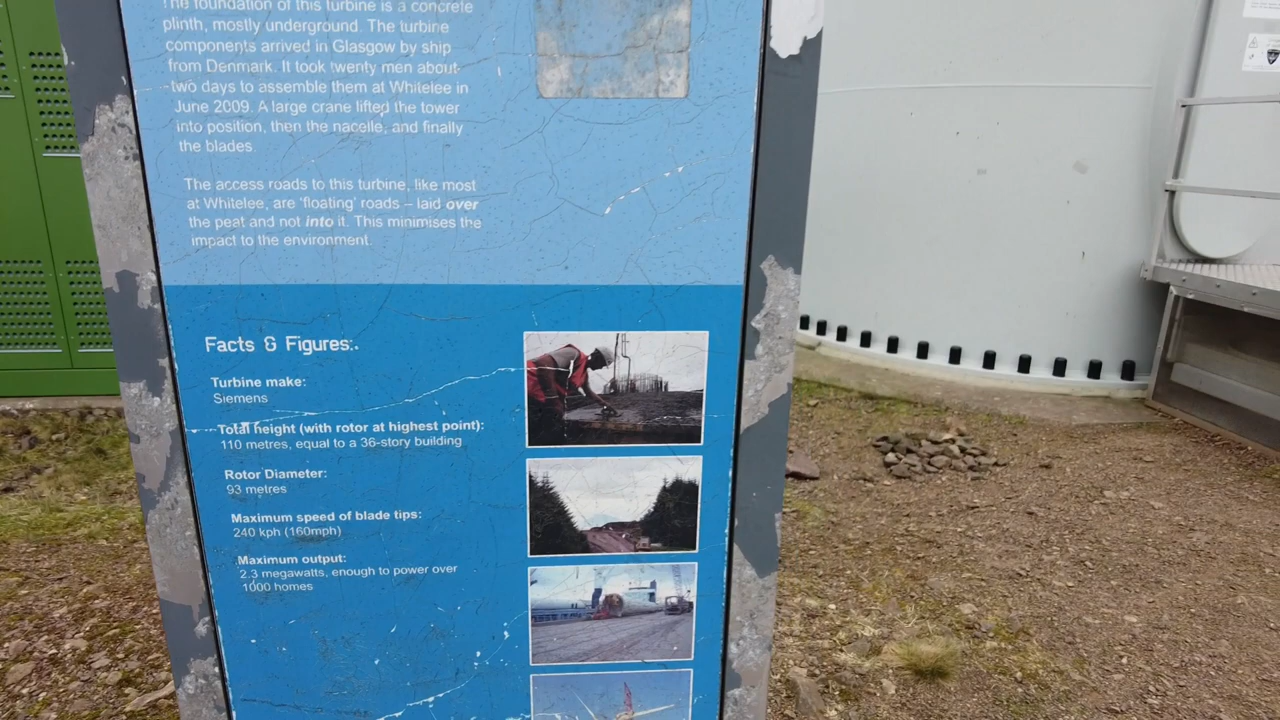 The foundation of this turbine is a concrete
plinth, mostly underground. The turbine
components arrived in Glasgow by ship
from Denmark. It took twenty men about
two days to assemble them at Whitelee in
June 2009. A large crane lifted the tower
into position, then the nacelle, and finally
the blades.
The access roads to this turbine, like most
at Whitelee, are 'floating' roads – laid over
the peat and not into it. This minimises the
impact to the environment.
Facts & Figures:.
Turbine make:
Siemens
Total height (with rotor at highest point):
110 metres, equal to a 36-story building
Rotor Diameter:
93 metres
Maximum speed of blade tips:
240 kph (160mph)
Maximum output:
2.3 megawatts, enough to power over
1000 homes